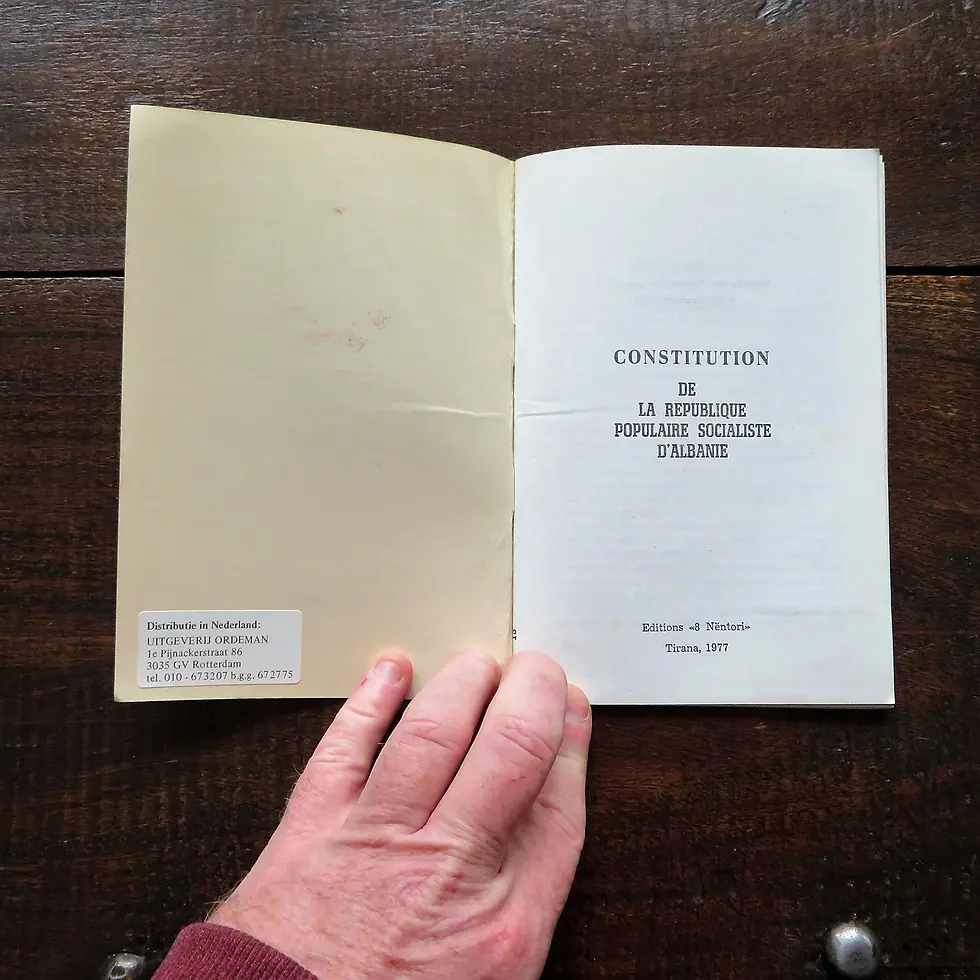 Distributie in Nederland:
UITGEVERIJ ORDEMAN
1e Pijnackerstraat 86
3035 GV Rotterdam
tel. 010 - 673207 b.g.g. 672775
CONSTITUTION
DE
LA REPUBLIQUE
POPULAIRE SOCIALISTE
D'ALBANIE
Editions «8 Nëntori»
Tirana, 1977